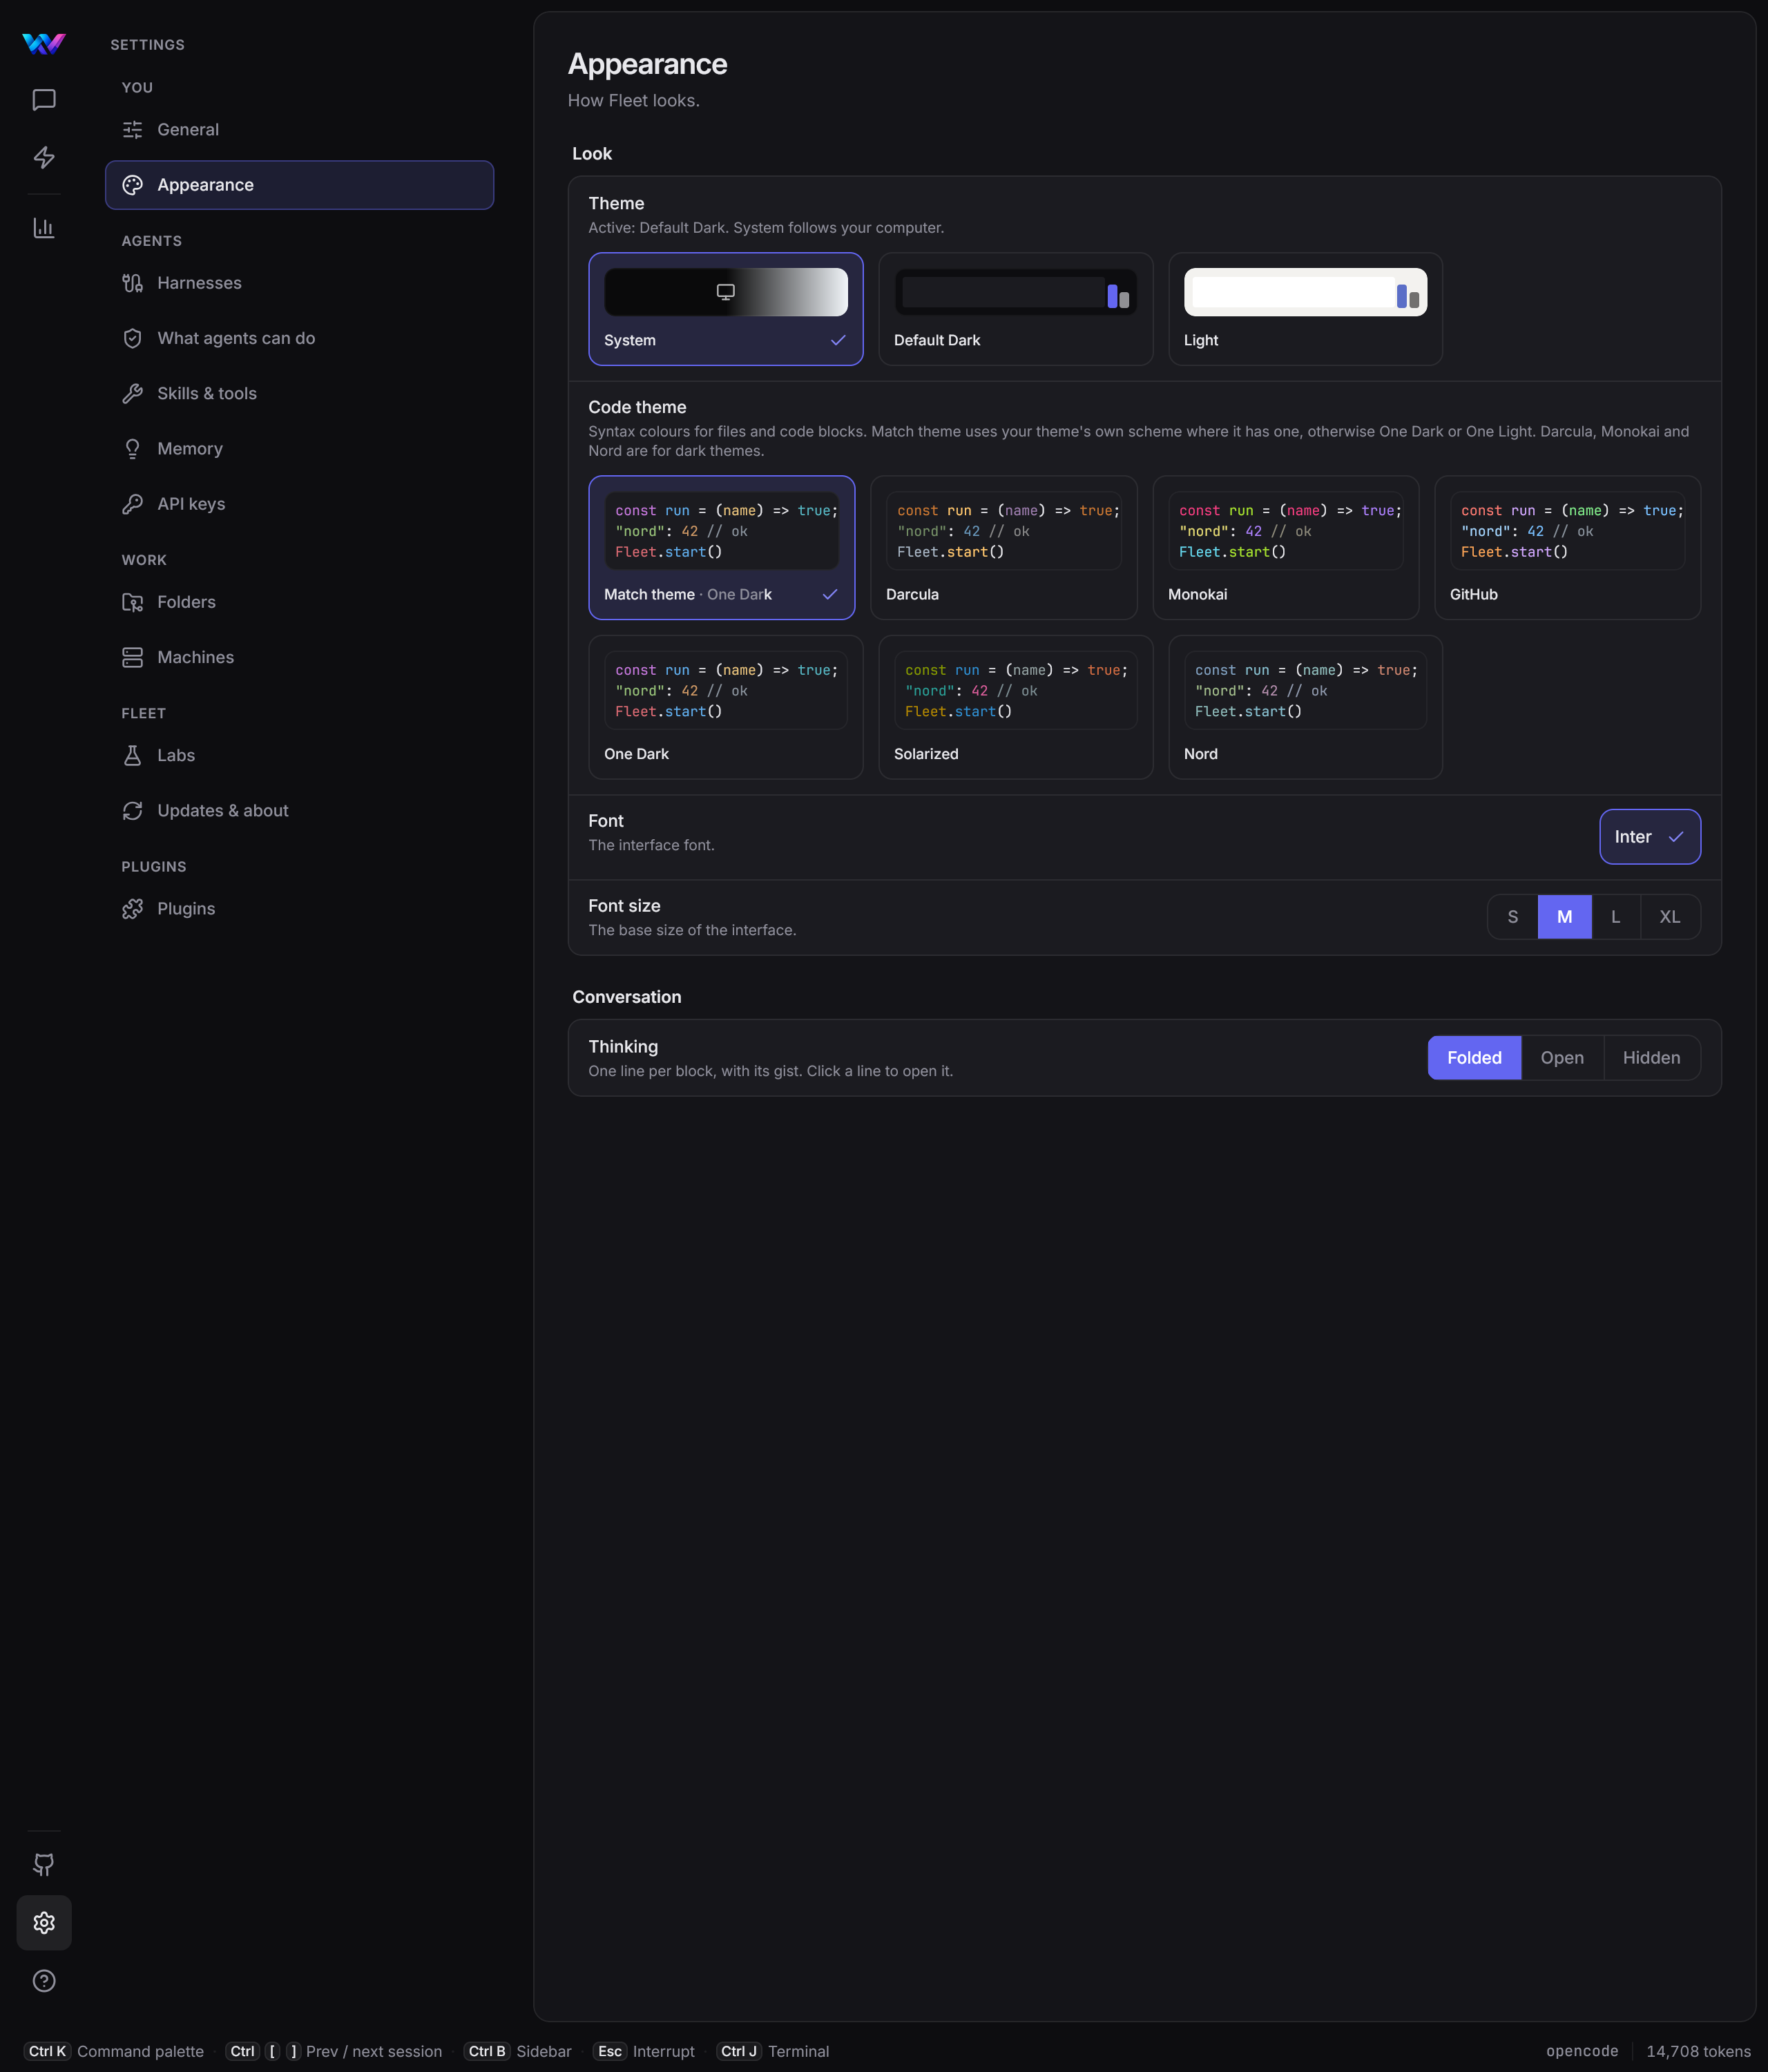 SETTINGS
YOU
General
Appearance
AGENTS
Harnesses
What agents can do
Skills & tools
Memory
API keys
WORK
Folders
Machines
FLEET
Labs
Updates & about
PLUGINS
Plugins
Appearance
How Fleet looks.
Look
Theme
Active: Default Dark. System follows your computer.
System
Default Dark
Light
Code theme
Syntax colours for files and code blocks. Match theme uses your theme's own scheme where it has one, otherwise One Dark or One Light. Darcula, Monokai and
Nord are for dark themes.
const run = (name) => true;
"nord": 42 // ok
Fleet.start()
Match theme · One Dark
const run = (name) => true;
"nord": 42 // ok
Fleet.start()
Darcula
const run = (name) => true;
"nord": 42 // ok
Fleet.start()
Monokai
const run = (name) => true;
"nord": 42 // ok
Fleet.start()
GitHub
const run = (name) => true;
"nord": 42 // ok
Fleet.start()
One Dark
const run = (name) => true;
"nord": 42 // ok
Fleet.start()
Solarized
const run = (name) => true;
"nord": 42 // ok
Fleet.start()
Nord
Font
The interface font.
Inter
Font size
The base size of the interface.
S M L XL
Conversation
Thinking
One line per block, with its gist. Click a line to open it.
Folded Open Hidden
Ctrl K Command palette · Ctrl [ ] Prev / next session · Ctrl B Sidebar · Esc Interrupt · Ctrl J Terminal
opencode 14,708 tokens